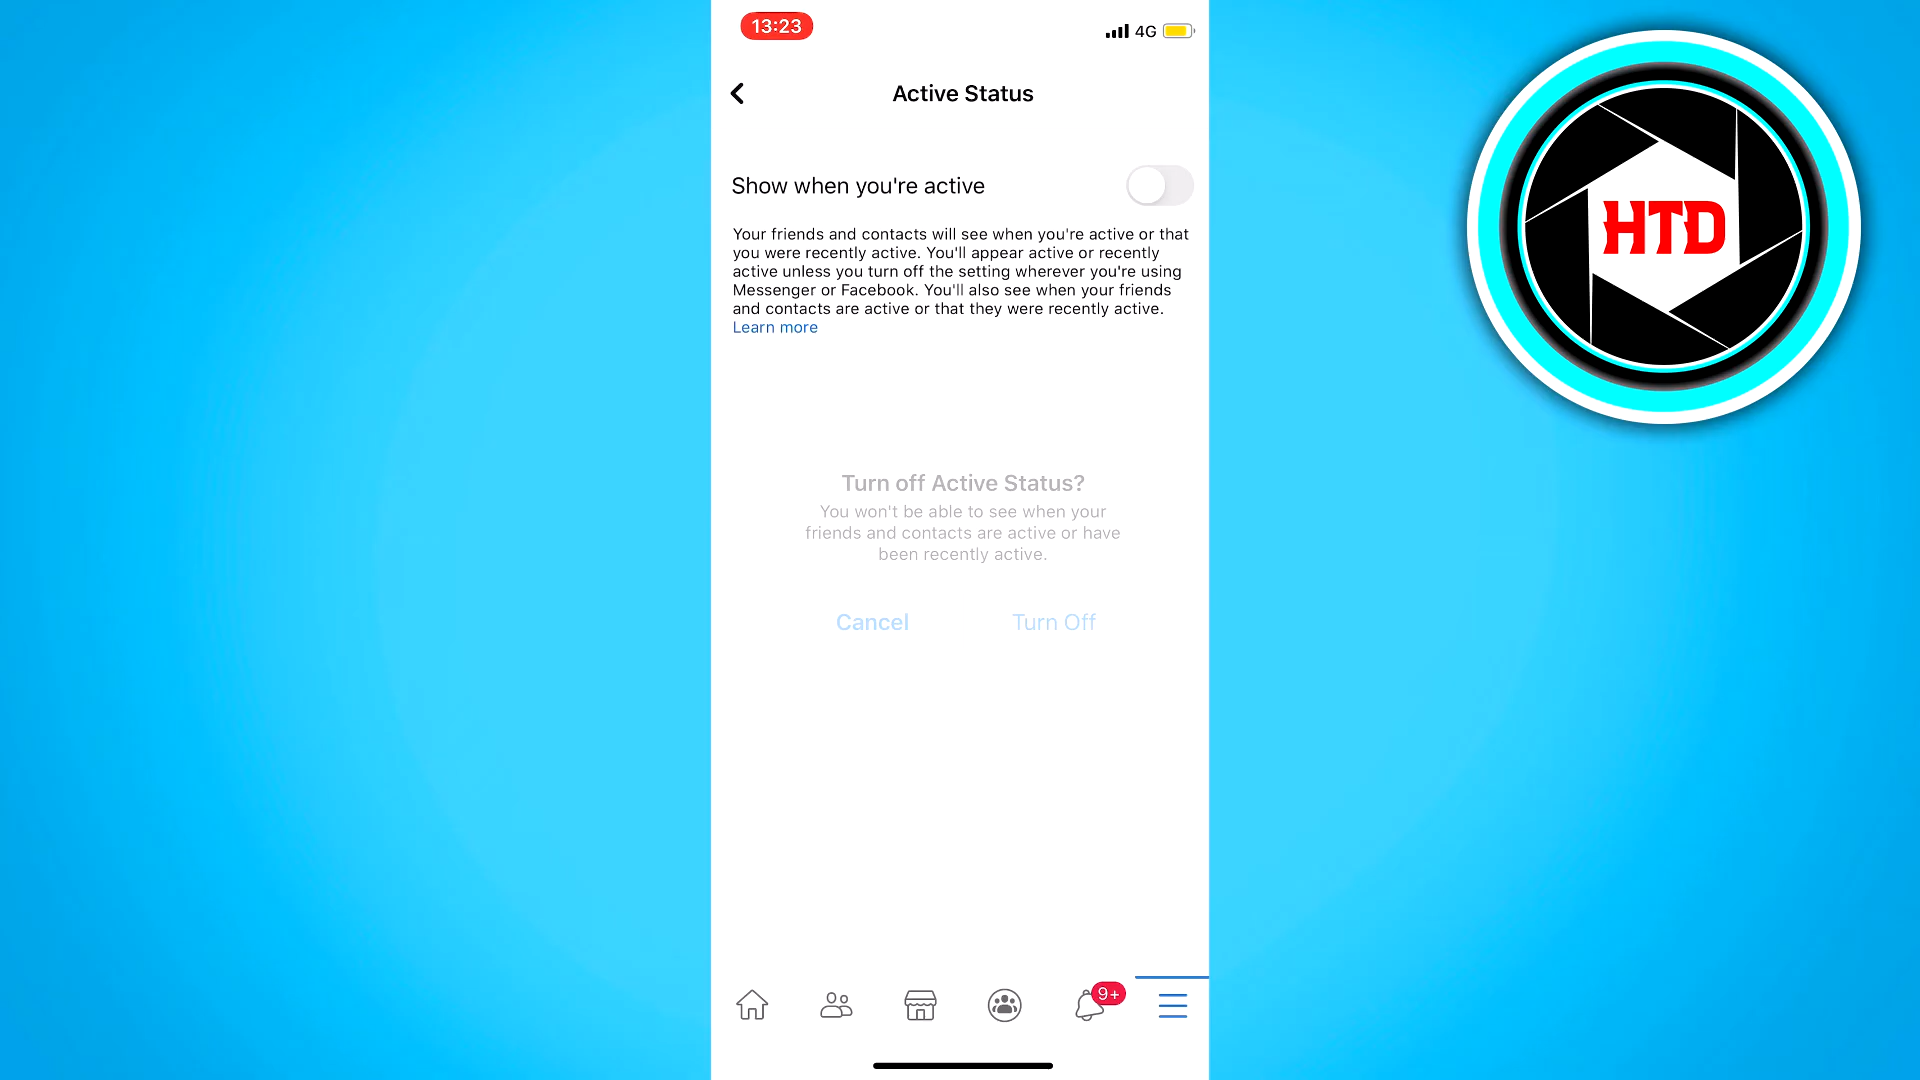 13:23
4G
Active Status
Show when you're active
Your friends and contacts will see when you're active or that
you were recently active. You'll appear active or recently
active unless you turn off the setting wherever you're using
Messenger or Facebook. You'll also see when your friends
and contacts are active or that they were recently active.
Learn more
HTD
Turn off Active Status?
You won't be able to see when your
friends and contacts are active or have
been recently active.
Cancel
Turn Off
9+